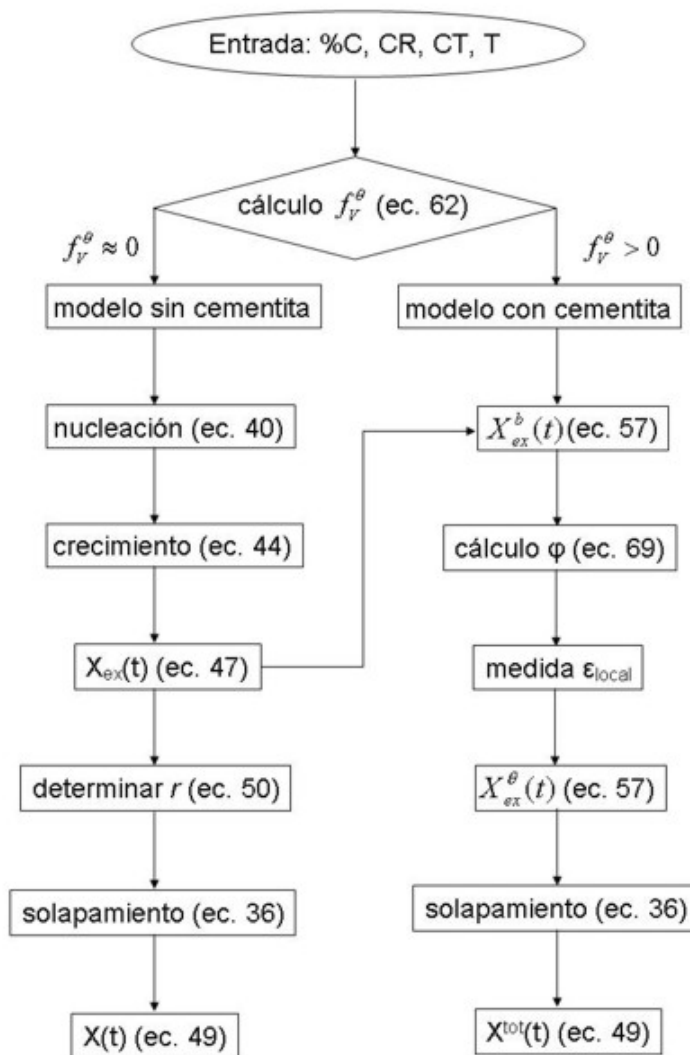 Entrada: %C, CR, CT, T
cálculo f_V^θ (ec. 62)
f_V^θ ≈ 0
f_V^θ > 0
modelo sin cementita
modelo con cementita
nucleación (ec. 40)
X_ex^b(t)(ec. 57)
crecimiento (ec. 44)
cálculo φ (ec. 69)
X_ex(t) (ec. 47)
medida ε_local
determinar r (ec. 50)
X_ex^θ(t) (ec. 57)
solapamiento (ec. 36)
solapamiento (ec. 36)
X(t) (ec. 49)
X^tot(t) (ec. 49)